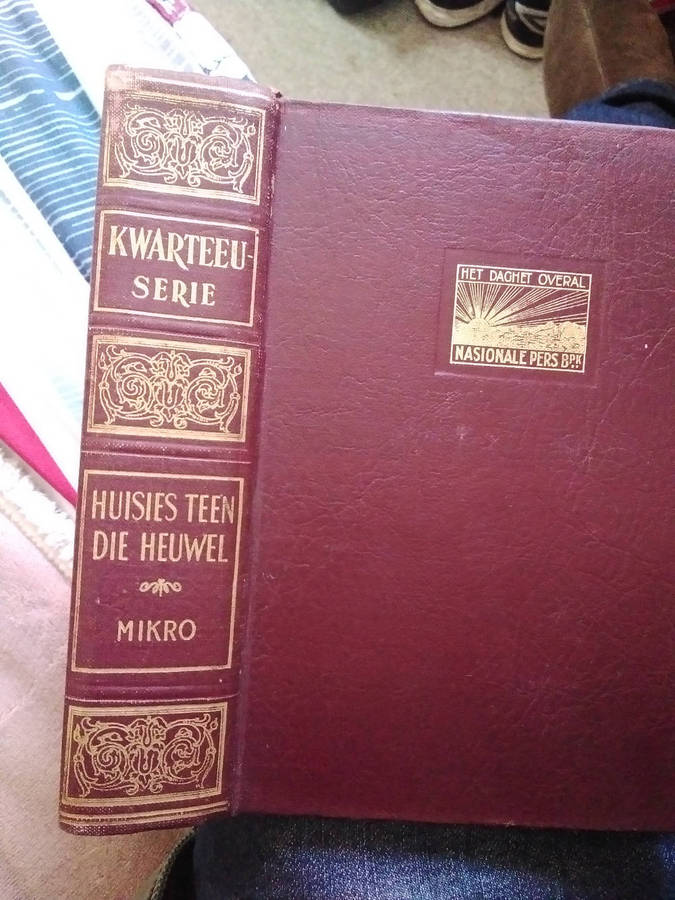 KWARTEEU-
SERIE
HUISIES TEEN
DIE HEUWEL
MIKRO
HET DAGHET OVERAL
NASIONALE PERS BPK